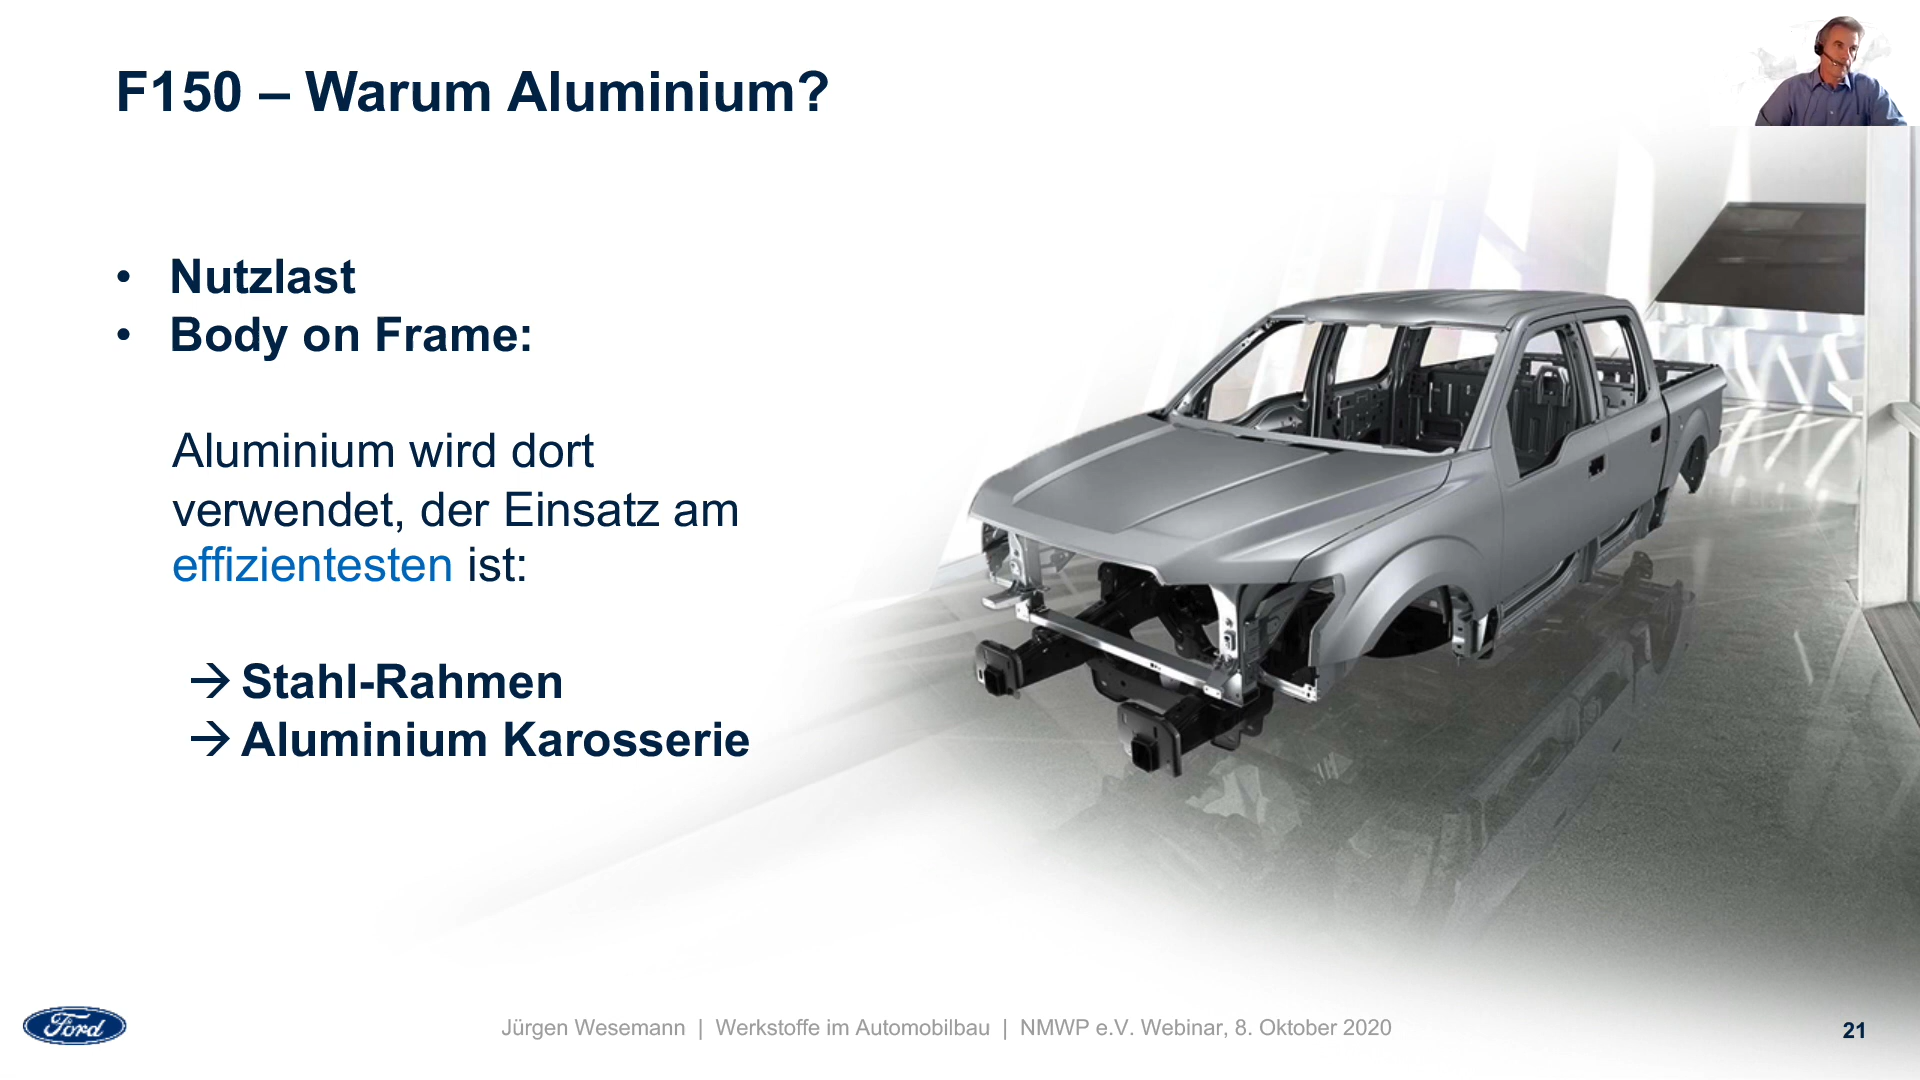 F150 – Warum Aluminium?
• Nutzlast
• Body on Frame:
Aluminium wird dort
verwendet, der Einsatz am
effizientesten ist:
→ Stahl-Rahmen
→ Aluminium Karosserie
Ford
Jürgen Wesemann | Werkstoffe im Automobilbau | NMWP e.V. Webinar, 8. Oktober 2020
21